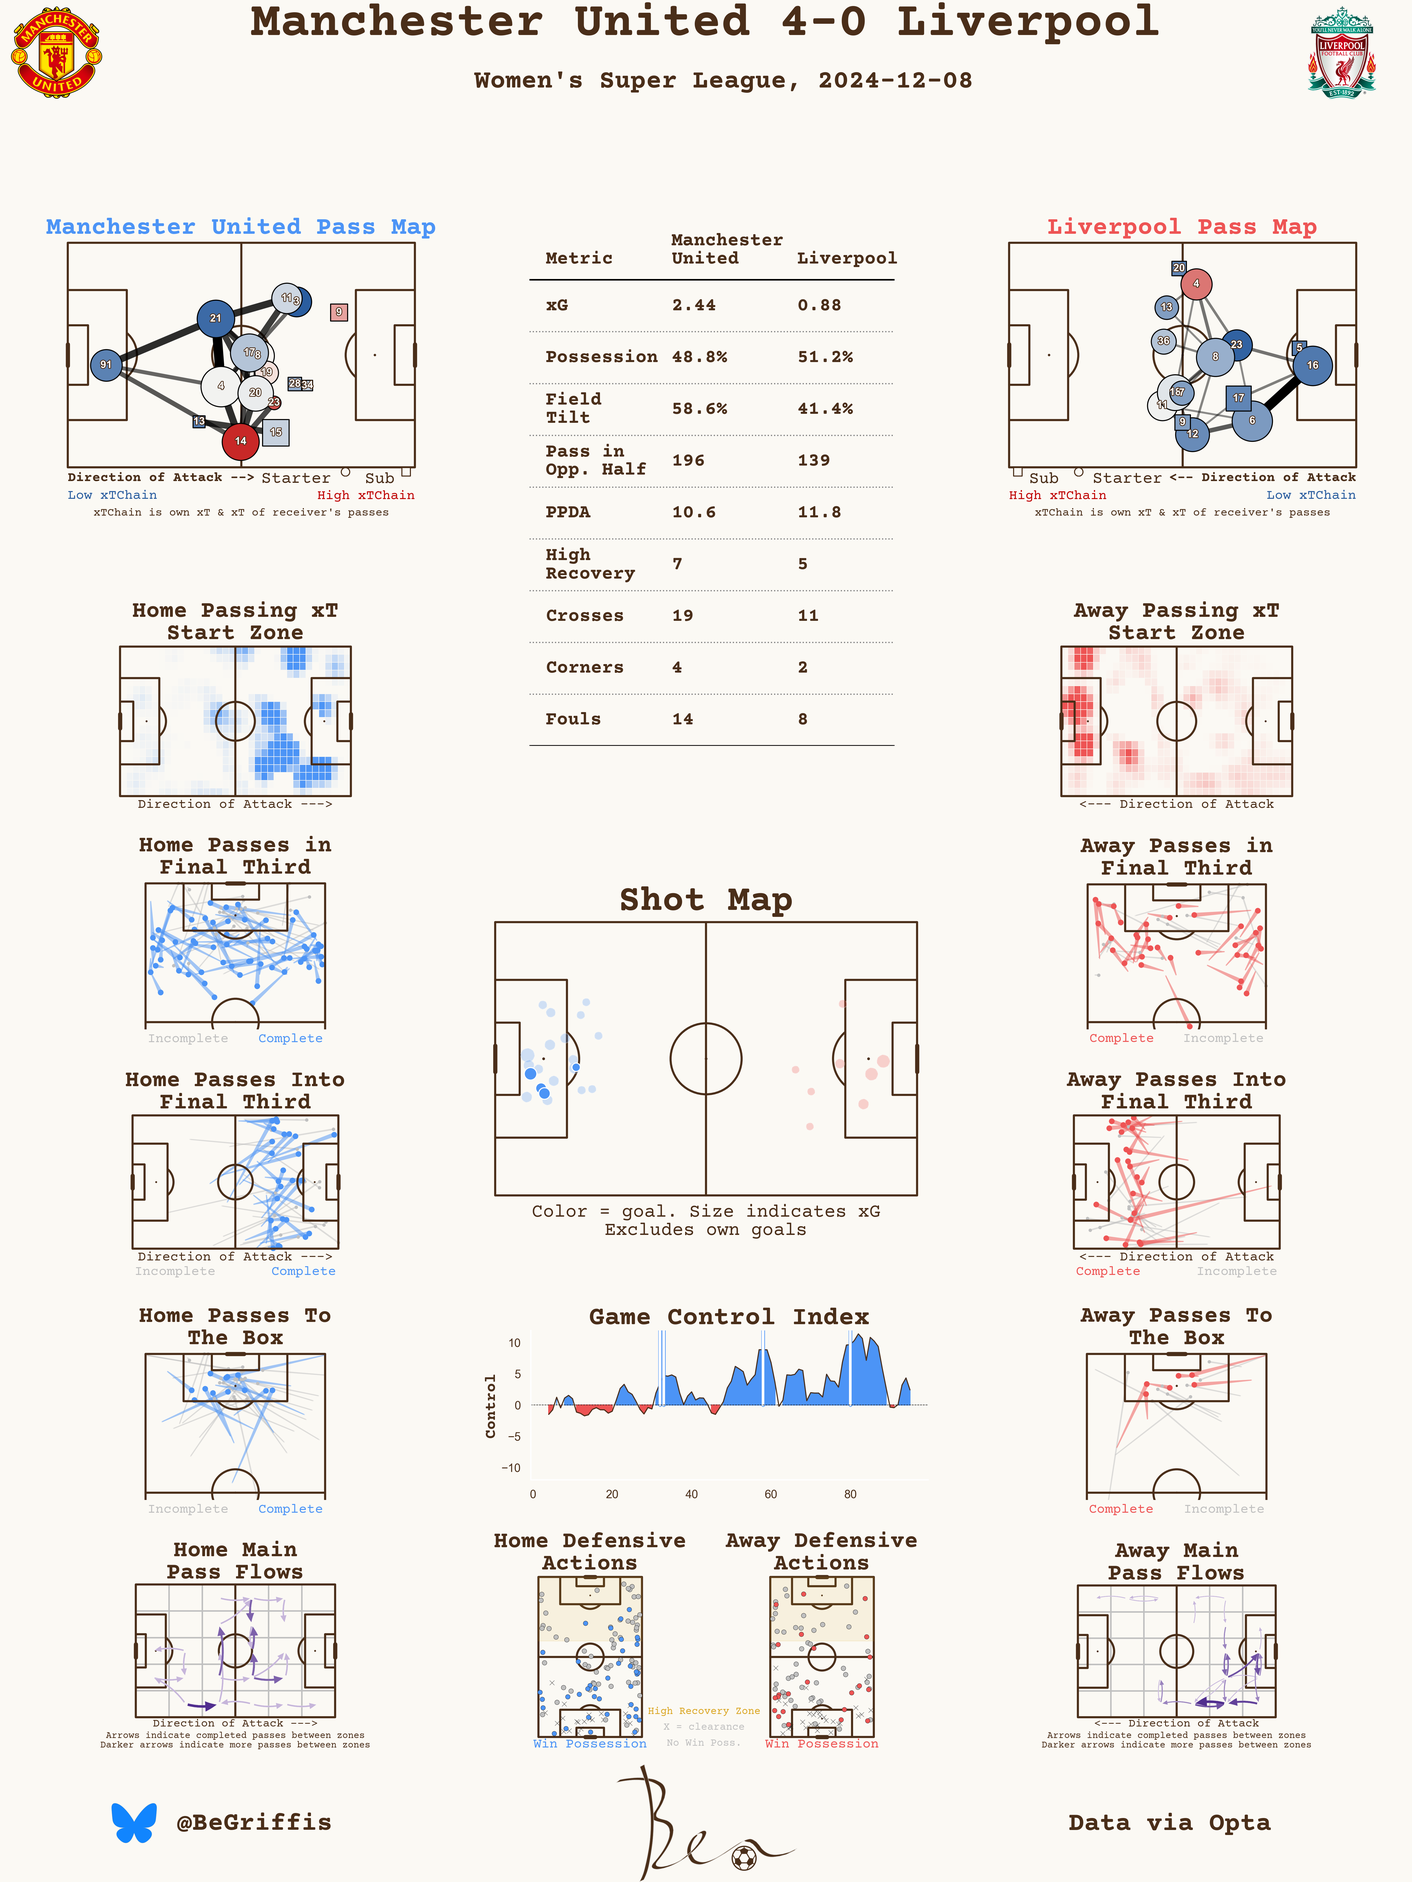 Manchester United 4-0 Liverpool
Women's Super League, 2024-12-08
MANCHESTER
UNITED
YOU'LL NEVER WALK ALONE
LIVERPOOL
FOOTBALL CLUB
EST·1892
Manchester United Pass Map
11
3
9
21
17
8
91
19
4
20
28
34
23
13
14
15
Direction of Attack --> Starter Sub
Low xTChain High xTChain
xTChain is own xT & xT of receiver's passes
Metric Manchester United Liverpool
xG 2.44 0.88
Possession 48.8% 51.2%
Field Tilt 58.6% 41.4%
Pass in Opp. Half 196 139
PPDA 10.6 11.8
High Recovery 7 5
Crosses 19 11
Corners 4 2
Fouls 14 8
Liverpool Pass Map
20
4
13
36
23
5
8
16
7
17
11
9
12
6
Sub Starter <-- Direction of Attack
High xTChain Low xTChain
xTChain is own xT & xT of receiver's passes
Home Passing xT
Start Zone
Direction of Attack --->
Away Passing xT
Start Zone
<--- Direction of Attack
Home Passes in
Final Third
Incomplete Complete
Away Passes in
Final Third
Complete Incomplete
Shot Map
Color = goal. Size indicates xG
Excludes own goals
Home Passes Into
Final Third
Direction of Attack --->
Incomplete Complete
Away Passes Into
Final Third
<--- Direction of Attack
Complete Incomplete
Home Passes To
The Box
Incomplete Complete
Game Control Index
Control
10
5
0
−5
−10
0 20 40 60 80
Away Passes To
The Box
Complete Incomplete
Home Main
Pass Flows
Direction of Attack --->
Arrows indicate completed passes between zones
Darker arrows indicate more passes between zones
Home Defensive
Actions
Win Possession
Away Defensive
Actions
Win Possession
High Recovery Zone
X = clearance
No Win Poss.
Away Main
Pass Flows
<--- Direction of Attack
Arrows indicate completed passes between zones
Darker arrows indicate more passes between zones
@BeGriffis
Ben
Data via Opta